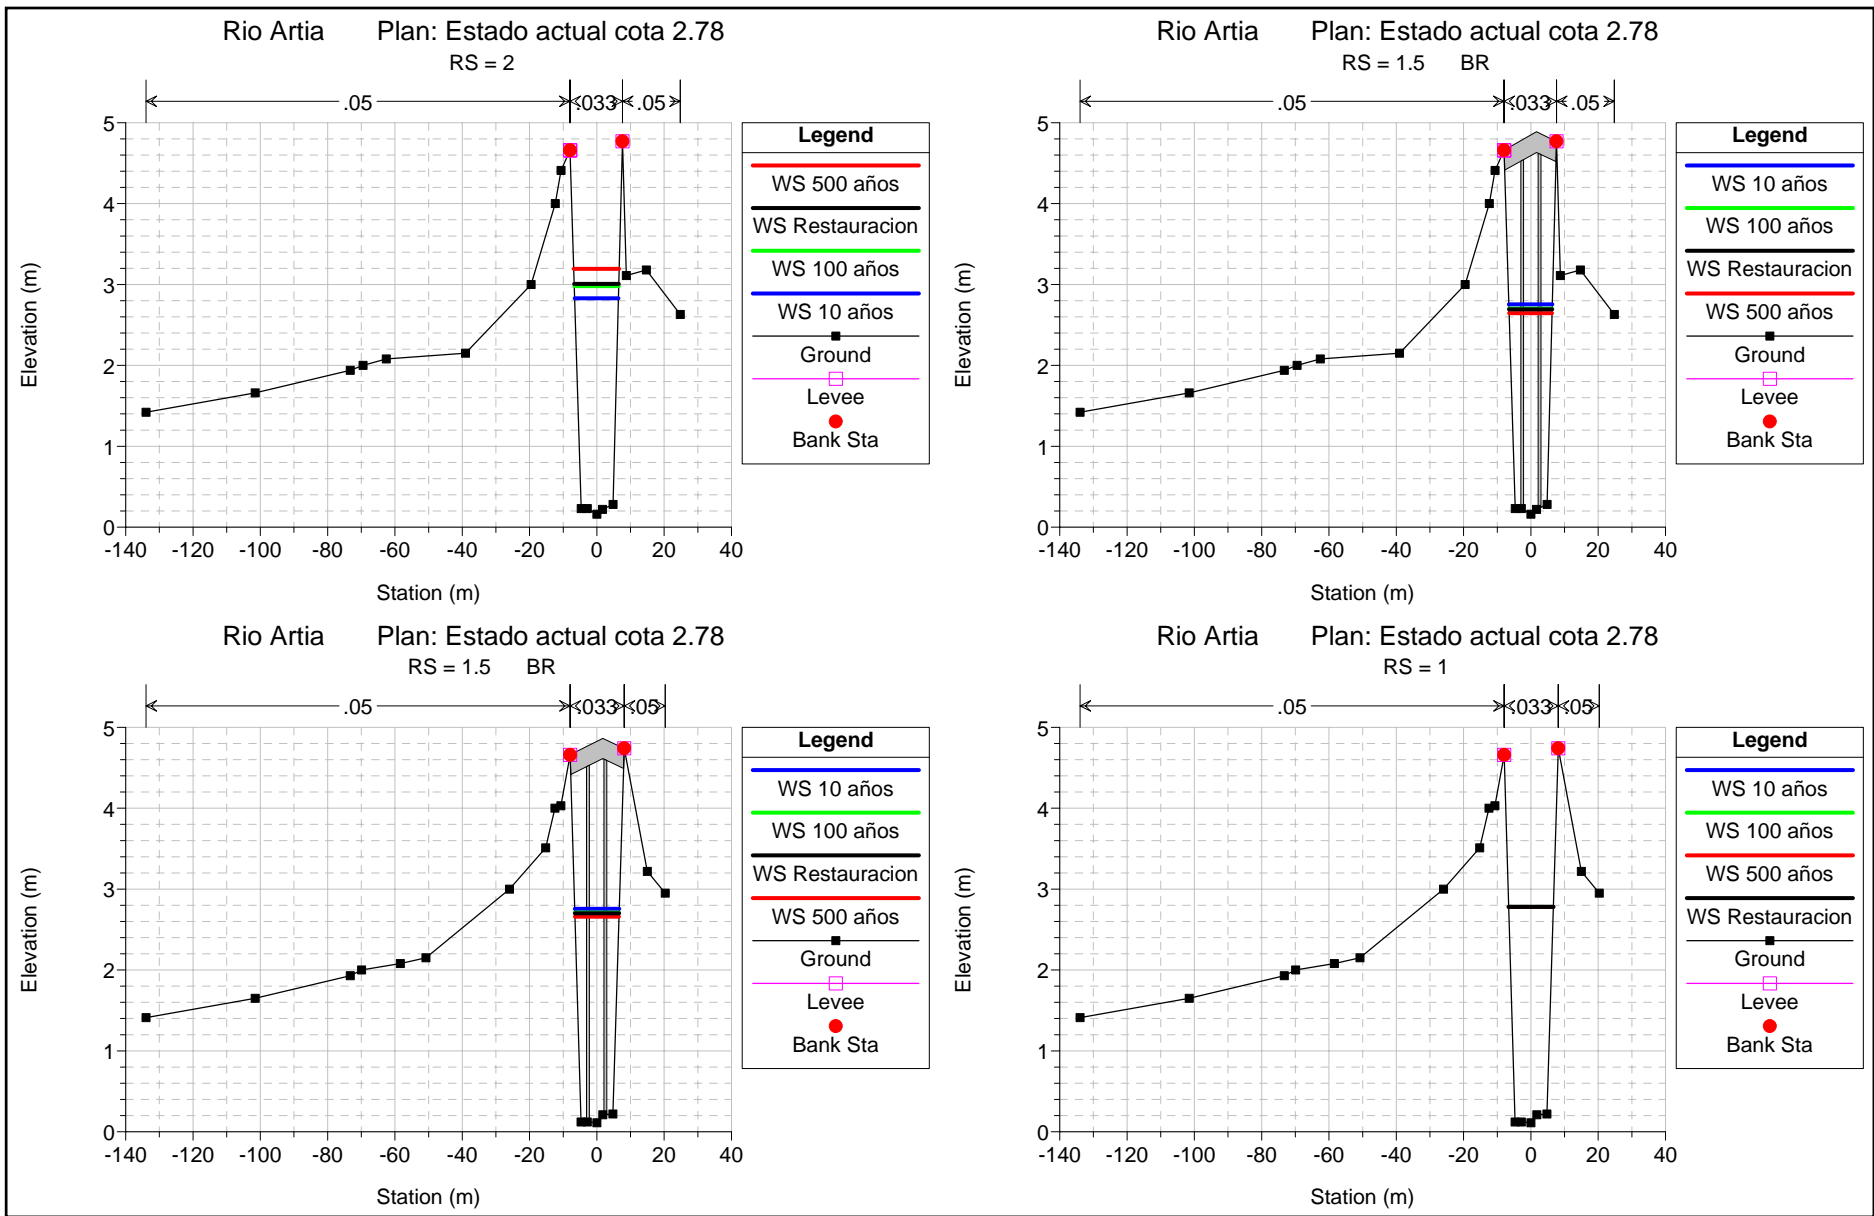 Rio Artia Plan: Estado actual cota 2.78
RS = 2
.05 .033 .05
Elevation (m)
5
4
3
2
1
0
-140 -120 -100 -80 -60 -40 -20 0 20 40
Station (m)
Legend
WS 500 años
WS Restauracion
WS 100 años
WS 10 años
Ground
Levee
Bank Sta
Rio Artia Plan: Estado actual cota 2.78
RS = 1.5 BR
.05 .033 .05
Elevation (m)
5
4
3
2
1
0
-140 -120 -100 -80 -60 -40 -20 0 20 40
Station (m)
Legend
WS 10 años
WS 100 años
WS Restauracion
WS 500 años
Ground
Levee
Bank Sta
Rio Artia Plan: Estado actual cota 2.78
RS = 1.5 BR
.05 .033 .05
Elevation (m)
5
4
3
2
1
0
-140 -120 -100 -80 -60 -40 -20 0 20 40
Station (m)
Legend
WS 10 años
WS 100 años
WS Restauracion
WS 500 años
Ground
Levee
Bank Sta
Rio Artia Plan: Estado actual cota 2.78
RS = 1
.05 .033 .05
Elevation (m)
5
4
3
2
1
0
-140 -120 -100 -80 -60 -40 -20 0 20 40
Station (m)
Legend
WS 10 años
WS 100 años
WS 500 años
WS Restauracion
Ground
Levee
Bank Sta